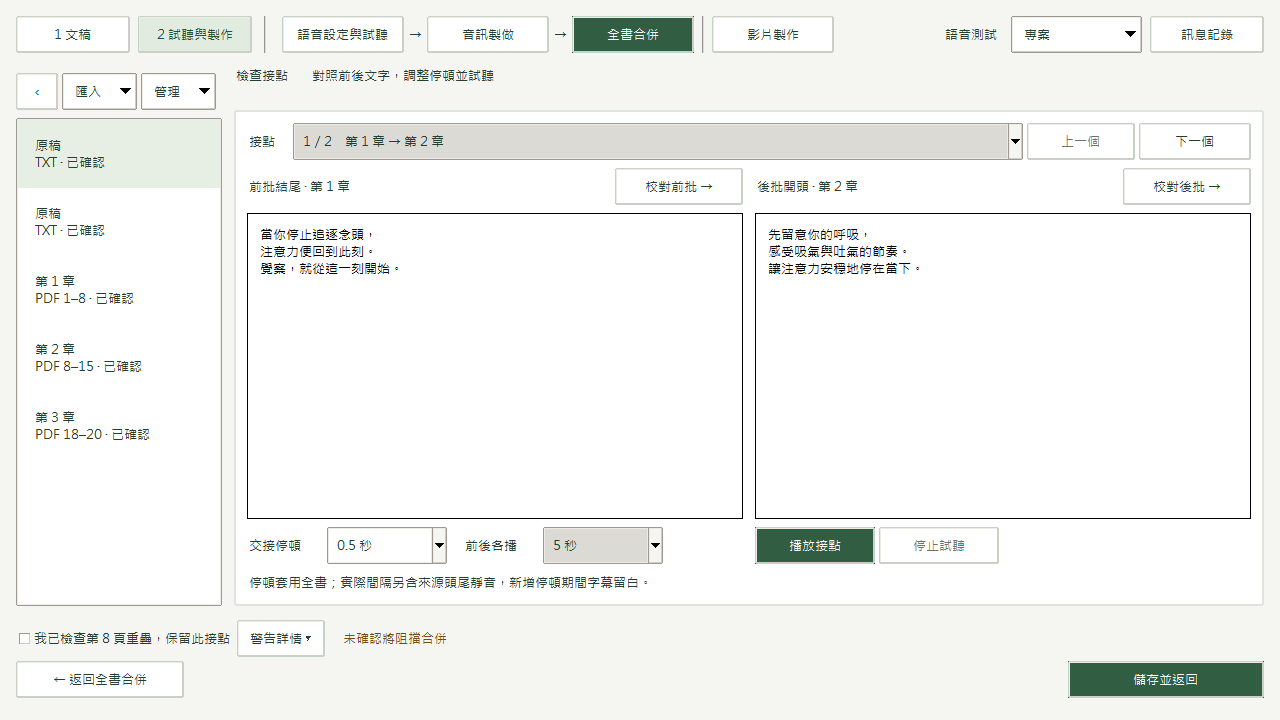 1 文稿
2 試聽與製作
語音設定與試聽
→
音訊製做
→
全書合併
影片製作
語音測試
專案
訊息記錄
‹
匯入
管理
檢查接點
對照前後文字，調整停頓並試聽
原稿
TXT · 已確認
原稿
TXT · 已確認
第 1 章
PDF 1–8 · 已確認
第 2 章
PDF 8–15 · 已確認
第 3 章
PDF 18–20 · 已確認
接點
1 / 2 第 1 章 → 第 2 章
上一個
下一個
前批結尾 · 第 1 章
校對前批 →
後批開頭 · 第 2 章
校對後批 →
當你停止追逐念頭，
注意力便回到此刻。
覺察，就從這一刻開始。
先留意你的呼吸，
感受吸氣與吐氣的節奏。
讓注意力安穩地停在當下。
交接停頓
0.5 秒
前後各播
5 秒
播放接點
停止試聽
停頓套用全書；實際間隔另含來源頭尾靜音，新增停頓期間字幕留白。
我已檢查第 8 頁重疊，保留此接點
警告詳情 ▾
未確認將阻擋合併
← 返回全書合併
儲存並返回